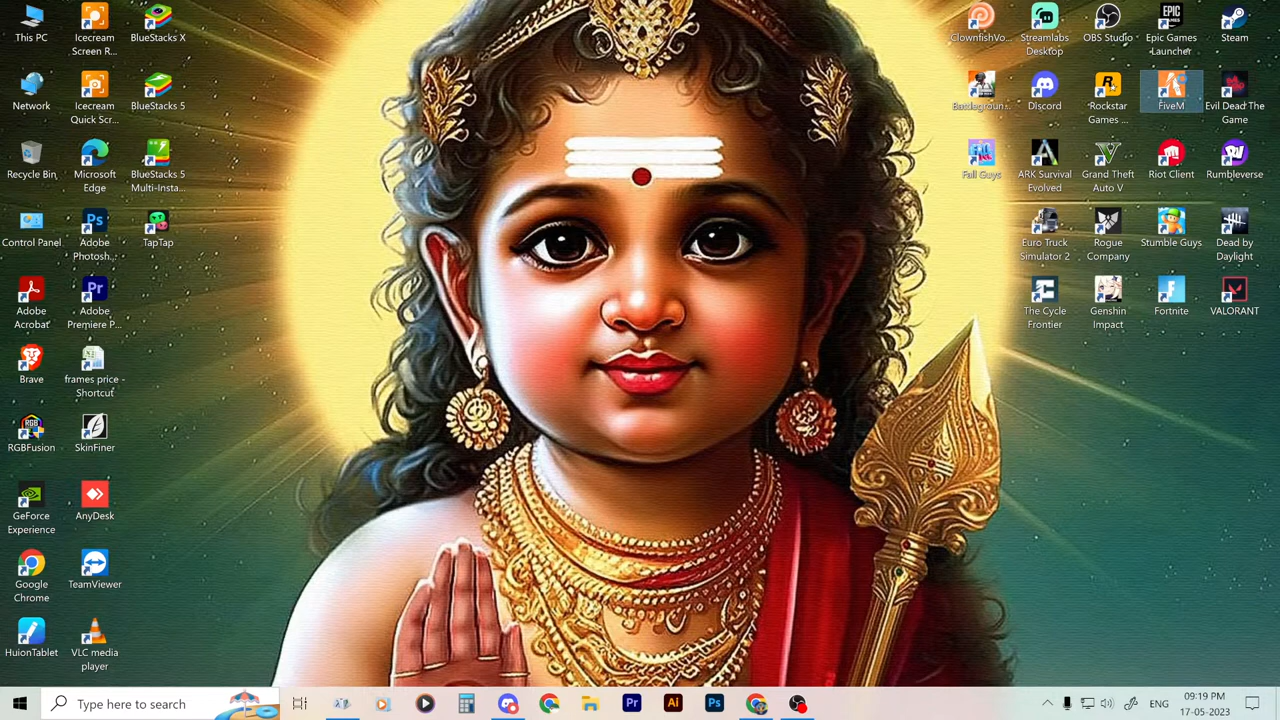 This PC
Icecream
Screen R...
BlueStacks X
Network
Icecream
Quick Scr...
BlueStacks 5
Recycle Bin
Microsoft
Edge
BlueStacks 5
Multi-Insta...
Control Panel
Adobe
Photosh...
TapTap
Adobe
Acrobat
Adobe
Premiere P...
Brave
frames price -
Shortcut
RGBFusion
SkinFiner
GeForce
Experience
AnyDesk
Google
Chrome
TeamViewer
HuionTablet
VLC media
player
ClownfishVo...
Streamlabs
Desktop
OBS Studio
Epic Games
Launcher
Steam
Battlegroun...
Discord
Rockstar
Games ...
FiveM
Evil Dead The
Game
Fall Guys
ARK Survival
Evolved
Grand Theft
Auto V
Riot Client
Rumbleverse
Euro Truck
Simulator 2
Rogue
Company
Stumble Guys
Dead by
Daylight
The Cycle
Frontier
Genshin
Impact
Fortnite
VALORANT
Type here to search
ENG
09:19 PM
17-05-2023